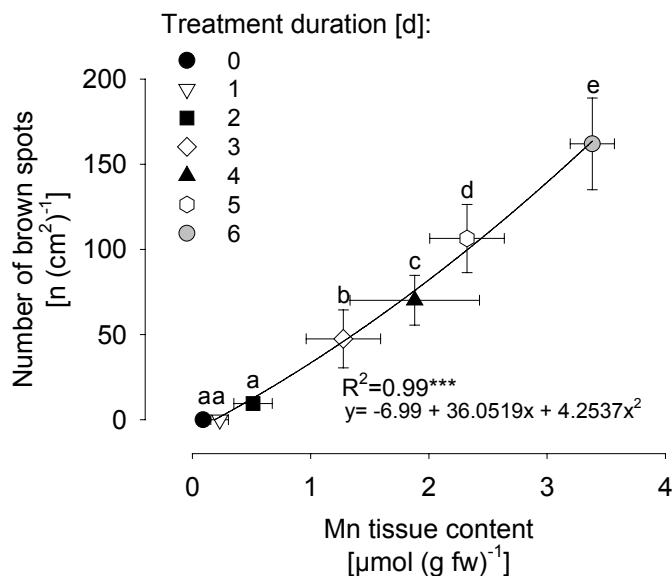 Treatment duration [d]:
0
1
2
3
4
5
6
200
150
100
50
0
Number of brown spots
[n (cm²)⁻¹]
aa
a
b
c
d
e
R²=0.99***
y= -6.99 + 36.0519x + 4.2537x²
0 1 2 3 4
Mn tissue content
[µmol (g fw)⁻¹]